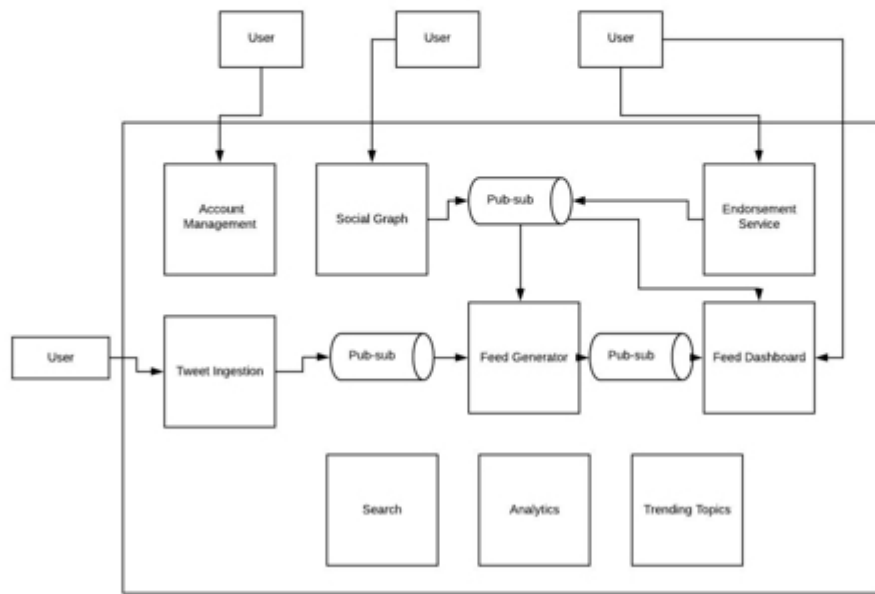 User
User
User
Account
Management
Social Graph
Pub-sub
Endorsement
Service
User
Tweet Ingestion
Pub-sub
Feed Generator
Pub-sub
Feed Dashboard
Search
Analytics
Trending Topics